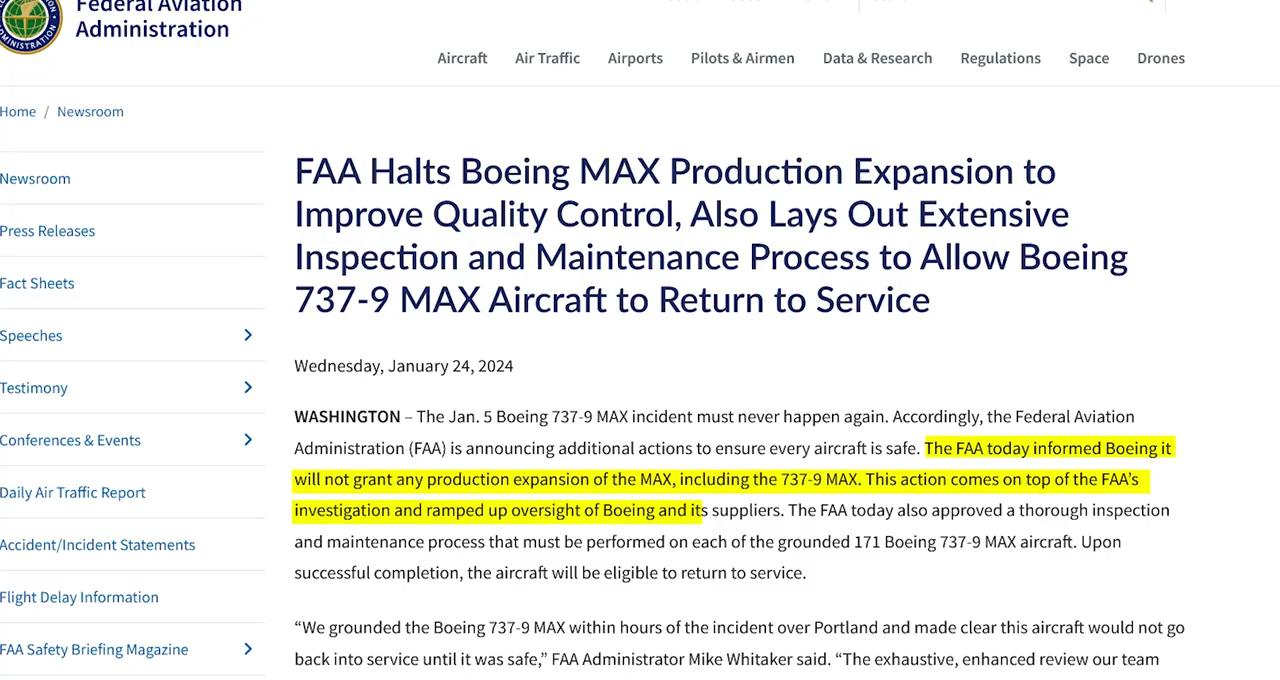 Federal Aviation
Administration
Aircraft Air Traffic Airports Pilots & Airmen Data & Research Regulations Space Drones
Home / Newsroom
Newsroom
Press Releases
Fact Sheets
Speeches
Testimony
Conferences & Events
Daily Air Traffic Report
Accident/Incident Statements
Flight Delay Information
FAA Safety Briefing Magazine
FAA Halts Boeing MAX Production Expansion to
Improve Quality Control, Also Lays Out Extensive
Inspection and Maintenance Process to Allow Boeing
737-9 MAX Aircraft to Return to Service
Wednesday, January 24, 2024
WASHINGTON – The Jan. 5 Boeing 737-9 MAX incident must never happen again. Accordingly, the Federal Aviation
Administration (FAA) is announcing additional actions to ensure every aircraft is safe. The FAA today informed Boeing it
will not grant any production expansion of the MAX, including the 737-9 MAX. This action comes on top of the FAA’s
investigation and ramped up oversight of Boeing and its suppliers. The FAA today also approved a thorough inspection
and maintenance process that must be performed on each of the grounded 171 Boeing 737-9 MAX aircraft. Upon
successful completion, the aircraft will be eligible to return to service.
“We grounded the Boeing 737-9 MAX within hours of the incident over Portland and made clear this aircraft would not go
back into service until it was safe,” FAA Administrator Mike Whitaker said. “The exhaustive, enhanced review our team